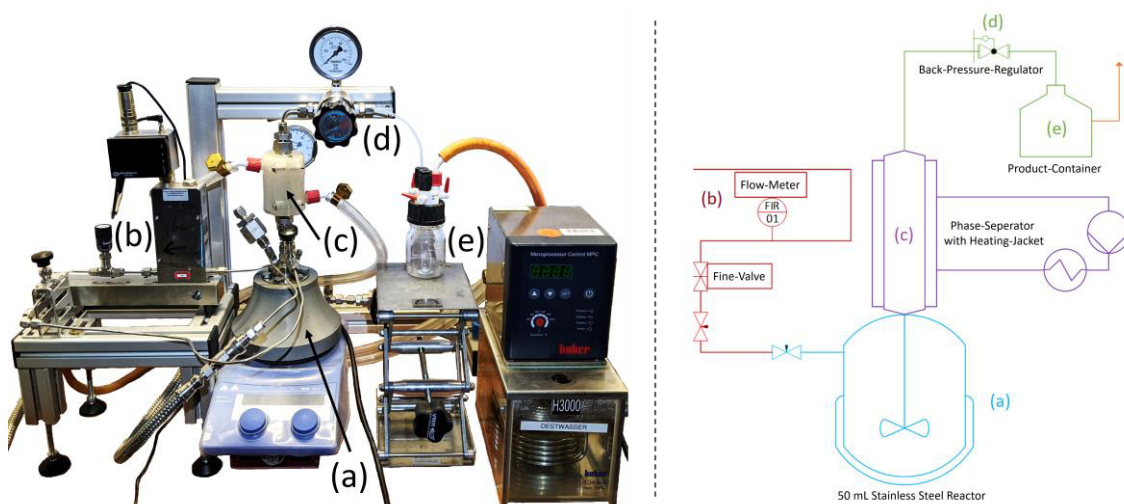 (a)
(b)
(c)
(d)
(e)
Microprocessor Control MPC
huber
H3000
DESTWASSER
huber
(d)
Back-Pressure-Regulator
(e)
Product-Container
(b)
Flow-Meter
FIR
01
Fine-Valve
(c)
Phase-Seperator
with Heating-Jacket
(a)
50 mL Stainless Steel Reactor